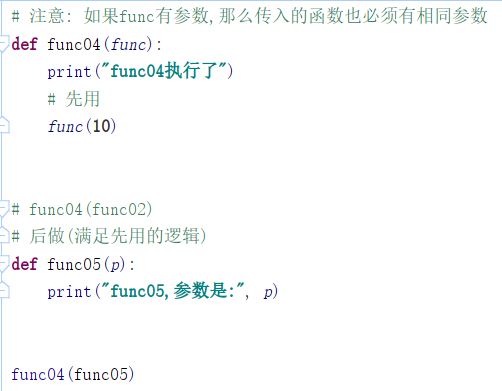 # 注意: 如果func有参数,那么传入的函数也必须有相同参数
def func04(func):
    print("func04执行了")
    # 先用
    func(10)
# func04(func02)
# 后做(满足先用的逻辑)
def func05(p):
    print("func05,参数是:", p)
func04(func05)